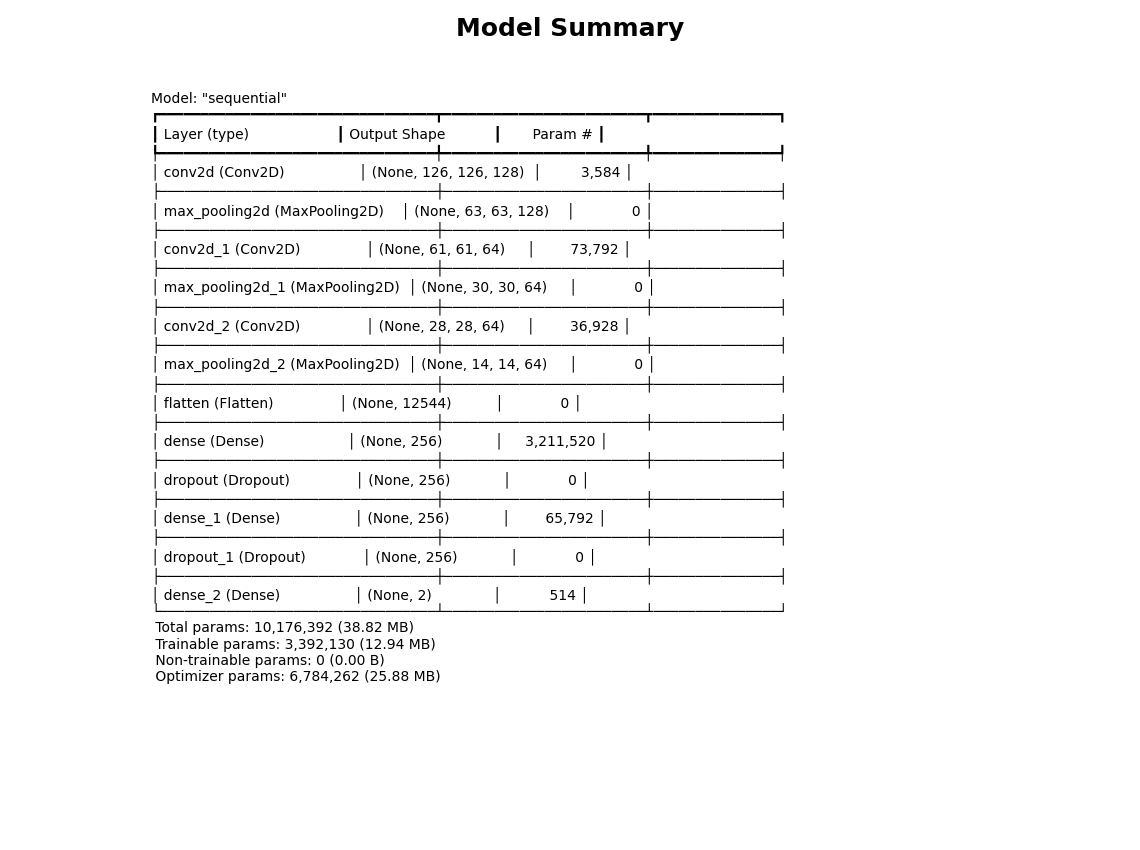 Model Summary
Model: "sequential"
┃ Layer (type) ┃ Output Shape ┃ Param # ┃
│ conv2d (Conv2D) │ (None, 126, 126, 128) │ 3,584 │
│ max_pooling2d (MaxPooling2D) │ (None, 63, 63, 128) │ 0 │
│ conv2d_1 (Conv2D) │ (None, 61, 61, 64) │ 73,792 │
│ max_pooling2d_1 (MaxPooling2D) │ (None, 30, 30, 64) │ 0 │
│ conv2d_2 (Conv2D) │ (None, 28, 28, 64) │ 36,928 │
│ max_pooling2d_2 (MaxPooling2D) │ (None, 14, 14, 64) │ 0 │
│ flatten (Flatten) │ (None, 12544) │ 0 │
│ dense (Dense) │ (None, 256) │ 3,211,520 │
│ dropout (Dropout) │ (None, 256) │ 0 │
│ dense_1 (Dense) │ (None, 256) │ 65,792 │
│ dropout_1 (Dropout) │ (None, 256) │ 0 │
│ dense_2 (Dense) │ (None, 2) │ 514 │
Total params: 10,176,392 (38.82 MB)
Trainable params: 3,392,130 (12.94 MB)
Non-trainable params: 0 (0.00 B)
Optimizer params: 6,784,262 (25.88 MB)